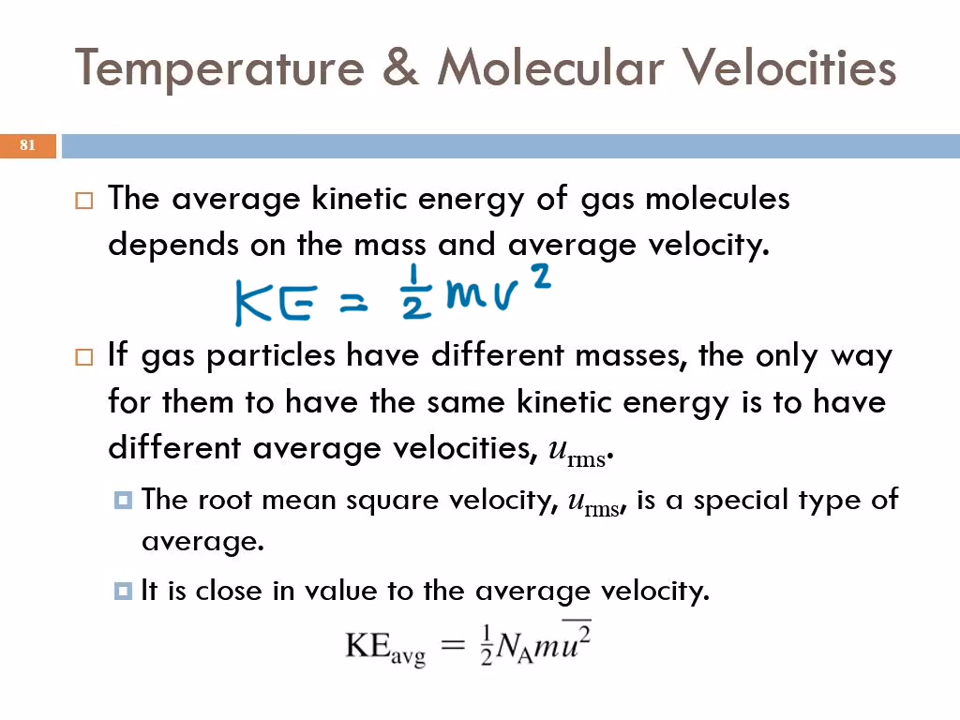 Temperature & Molecular Velocities
81
The average kinetic energy of gas molecules
depends on the mass and average velocity.
KE = ½ mv²
If gas particles have different masses, the only way
for them to have the same kinetic energy is to have
different average velocities, u_rms.
The root mean square velocity, u_rms, is a special type of
average.
It is close in value to the average velocity.
KE_avg = ½N_Amu̅²